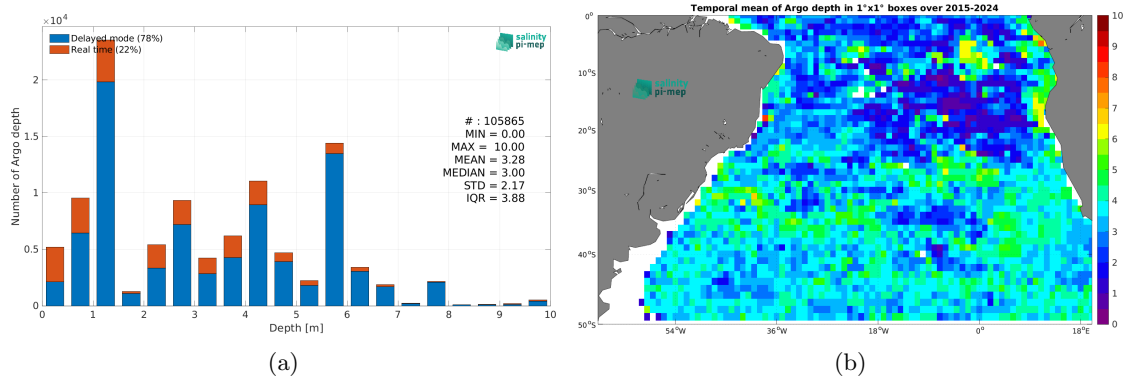 ×10⁴
Delayed mode (78%)
Real time (22%)
salinity
pi-mep
Number of Argo depth
2
1.5
1
0.5
0
# : 105865
MIN = 0.00
MAX = 10.00
MEAN = 3.28
MEDIAN = 3.00
STD = 2.17
IQR = 3.88
0 1 2 3 4 5 6 7 8 9 10
Depth [m]
(a)
Temporal mean of Argo depth in 1°x1° boxes over 2015-2024
0°
10°S
20°S
30°S
40°S
50°S
salinity
pi-mep
54°W 36°W 18°W 0° 18°E
10
9
8
7
6
5
4
3
2
1
0
(b)